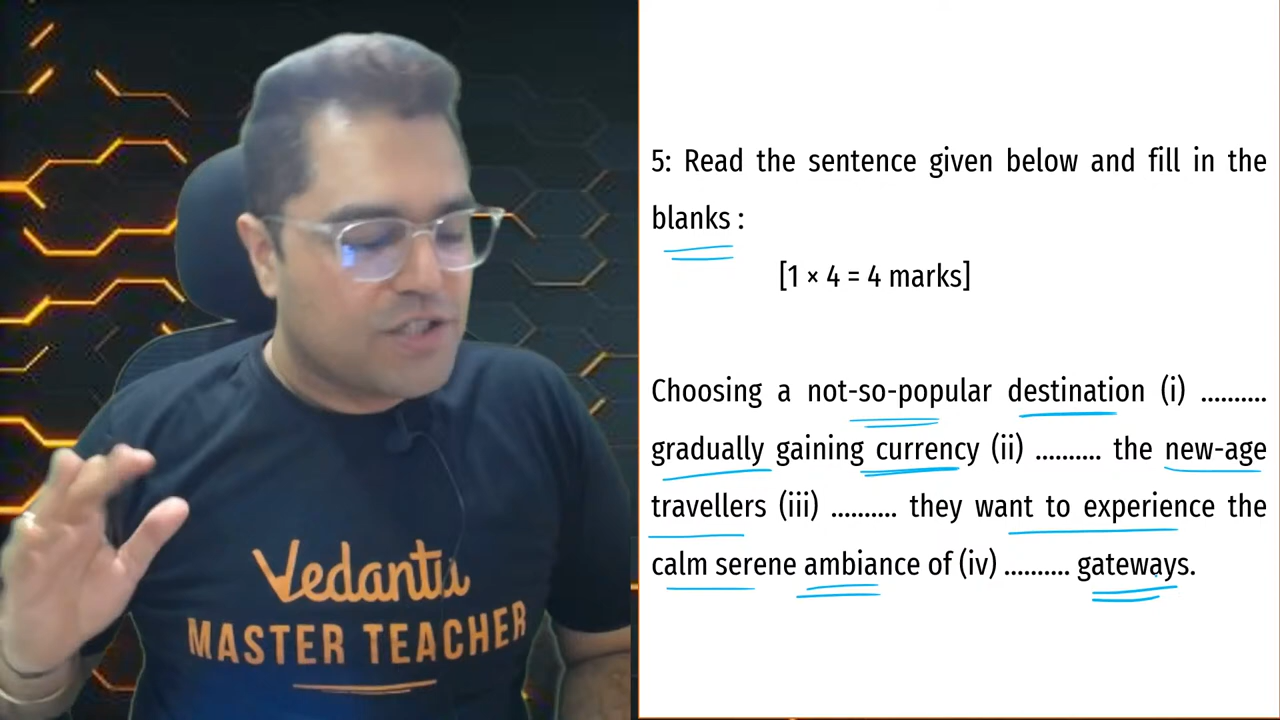 Vedantu
MASTER TEACHER
5: Read the sentence given below and fill in the
blanks :
[1 × 4 = 4 marks]
Choosing a not-so-popular destination (i) ..........
gradually gaining currency (ii) .......... the new-age
travellers (iii) .......... they want to experience the
calm serene ambiance of (iv) .......... gateways.